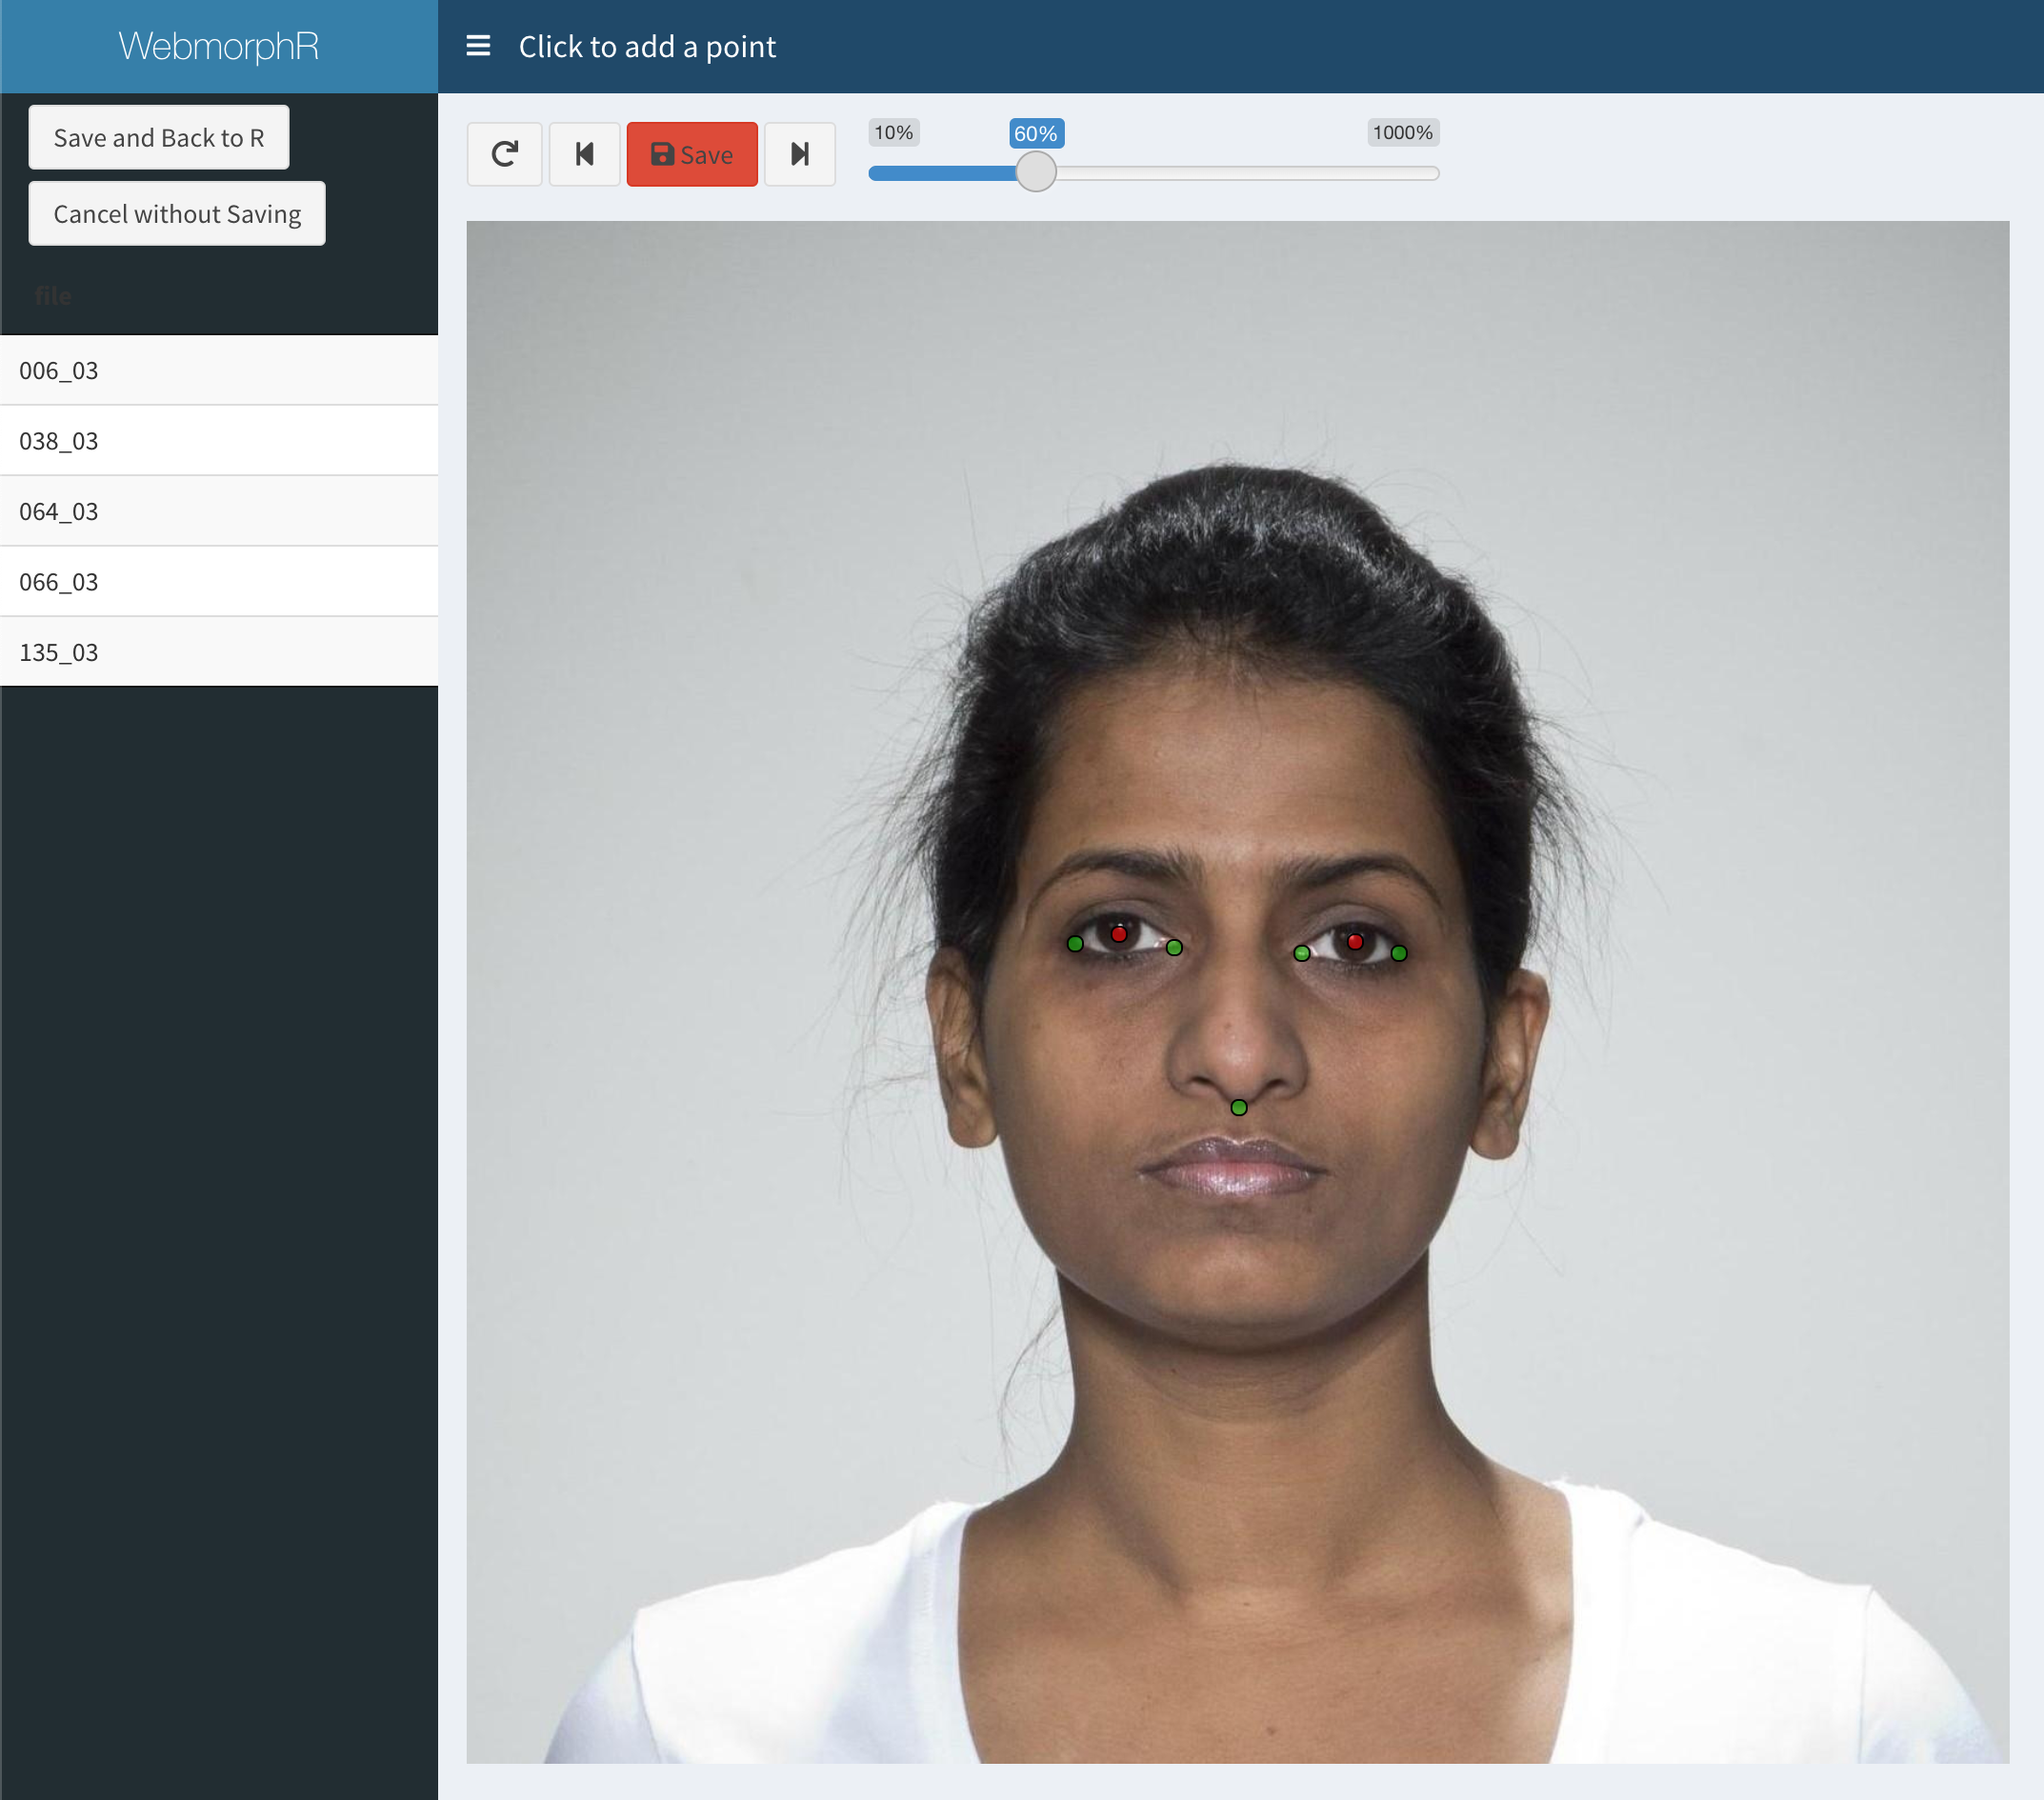 WebmorphR
Click to add a point
Save and Back to R
Cancel without Saving
Save
10%
60%
1000%
file
006_03
038_03
064_03
066_03
135_03